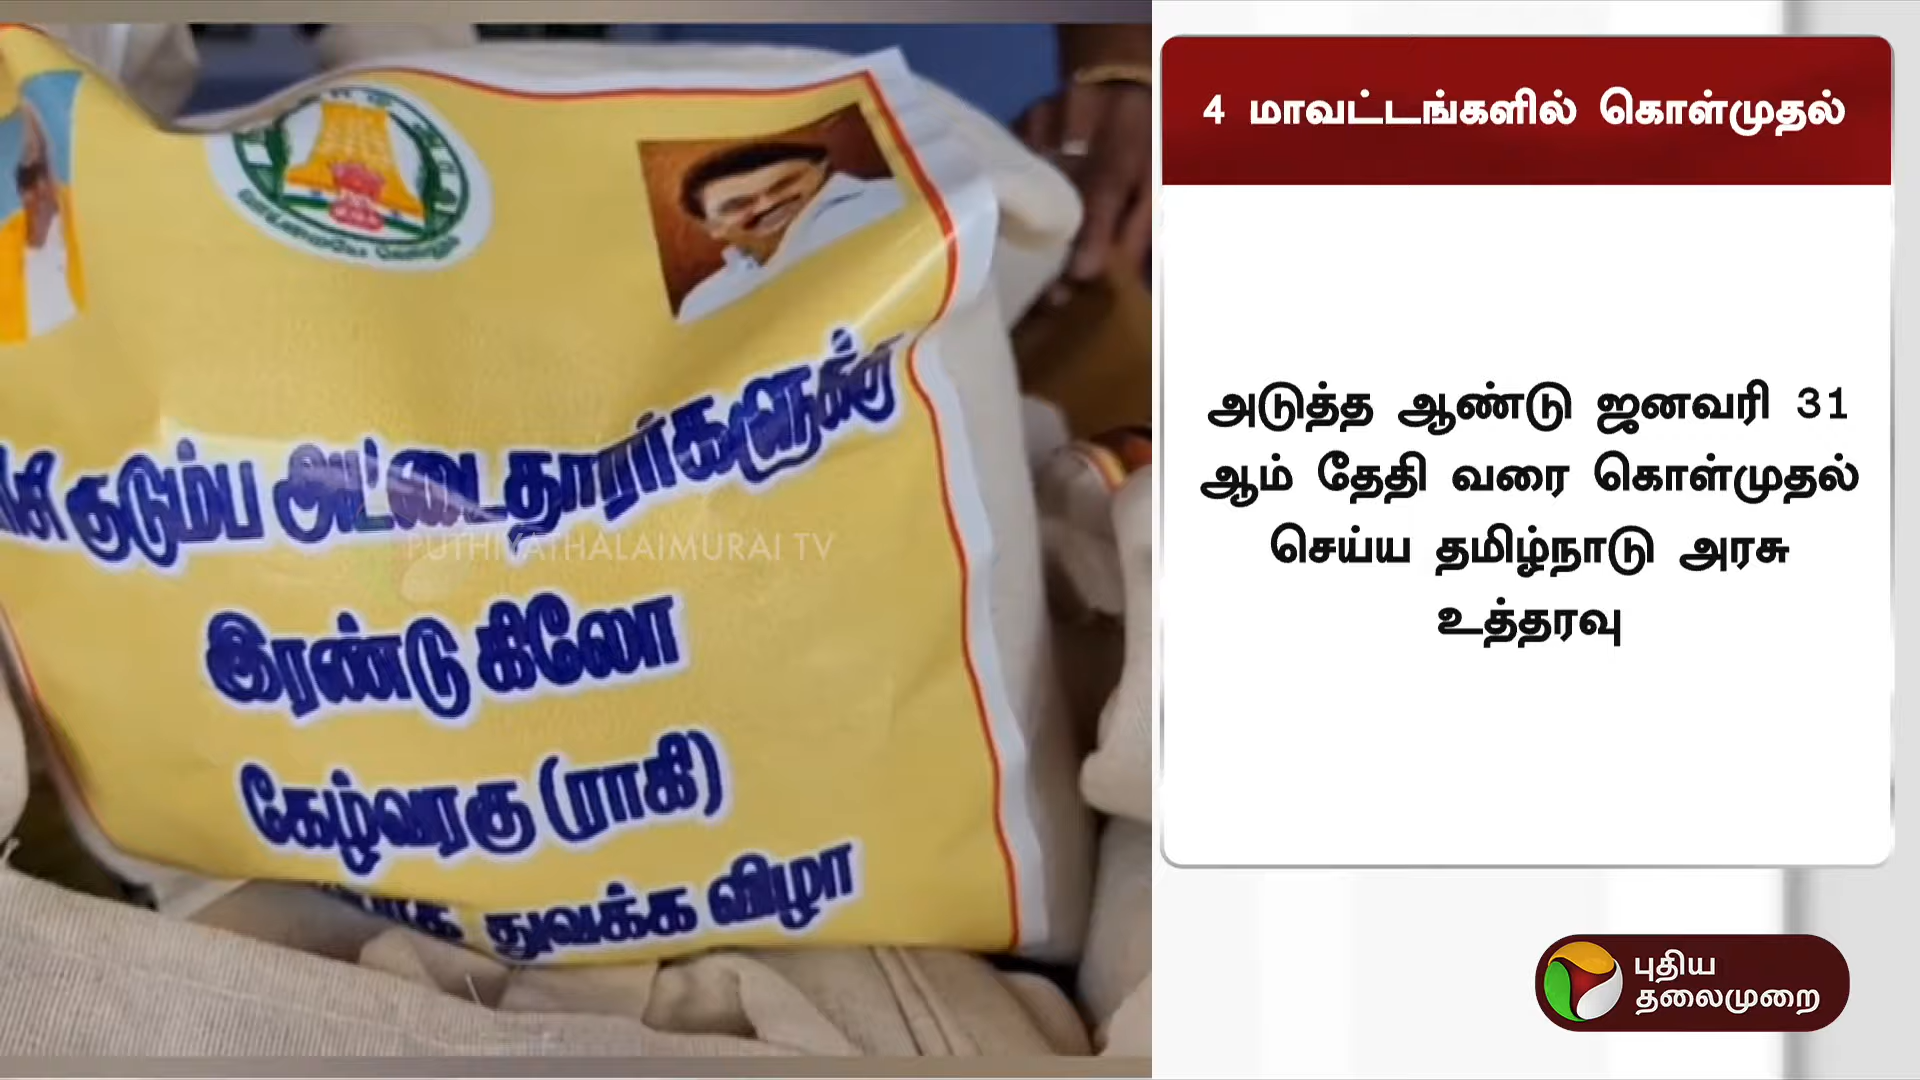 குடும்ப அட்டைதாரர்களுக்கு
இரண்டு கிலோ
கேழ்வரகு (ராகி)
துவக்க விழா
PUTHIYATHALAIMURAI TV
4 மாவட்டங்களில் கொள்முதல்
அடுத்த ஆண்டு ஜனவரி 31
ஆம் தேதி வரை கொள்முதல்
செய்ய தமிழ்நாடு அரசு
உத்தரவு
புதிய
தலைமுறை